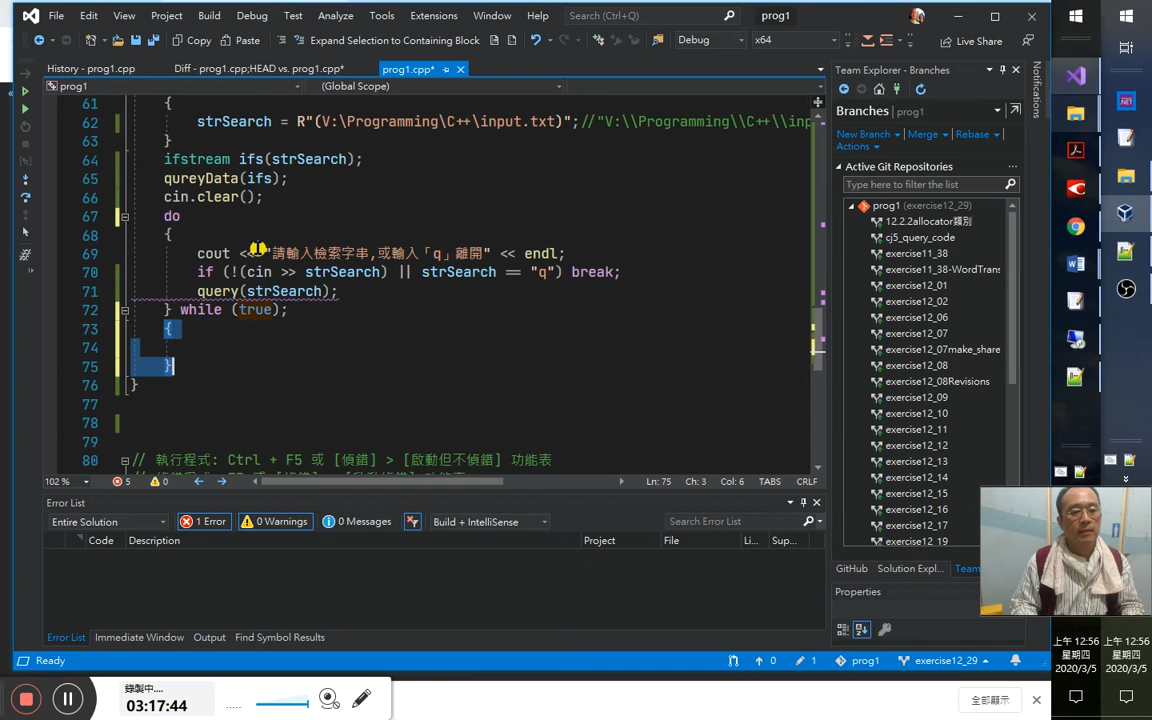 File Edit View Project Build Debug Test Analyze Tools Extensions Window Help Search (Ctrl+Q) prog1
Copy Paste Expand Selection to Containing Block Debug x64 Live Share
History - prog1.cpp Diff - prog1.cpp;HEAD vs. prog1.cpp* prog1.cpp*
prog1 (Global Scope)
61 {
62 strSearch = R"(V:\Programming\C++\input.txt)";//"V:\\Programming\\C++\\inp
63 }
64 ifstream ifs(strSearch);
65 qureyData(ifs);
66 cin.clear();
67 do
68 {
69 cout << "請輸入檢索字串,或輸入「q」離開" << endl;
70 if (!(cin >> strSearch) || strSearch == "q") break;
71 query(strSearch);
72 } while (true);
73 {
74
75 }
76 }
77
78
79
80 // 執行程式: Ctrl + F5 或 [偵錯] > [啟動但不偵錯] 功能表
102 % 5 0 Ln: 75 Ch: 3 Col: 6 TABS CRLF
Error List
Entire Solution 1 Error 0 Warnings 0 Messages Build + IntelliSense Search Error List
Code Description Project File Li... Sup...
Error List Immediate Window Output Find Symbol Results
Ready 0 1 prog1 exercise12_29
Team Explorer - Branches
Branches prog1
New Branch Merge Rebase
Actions
Active Git Repositories
Type here to filter the list
prog1 (exercise12_29)
12.2.2allocator類別
cj5_query_code
exercise11_38
exercise11_38-WordTrans
exercise12_01
exercise12_02
exercise12_06
exercise12_07
exercise12_07make_share
exercise12_08
exercise12_08Revisions
exercise12_09
exercise12_10
exercise12_11
exercise12_12
exercise12_13
exercise12_14
exercise12_15
exercise12_16
exercise12_17
exercise12_19
GitHub Solution Expl... Team
Properties
Notifications
.NET
錄製中....
03:17:44
全部顯示
上午 12:56
星期四
2020/3/5
上午 12:56
星期四
2020/3/5